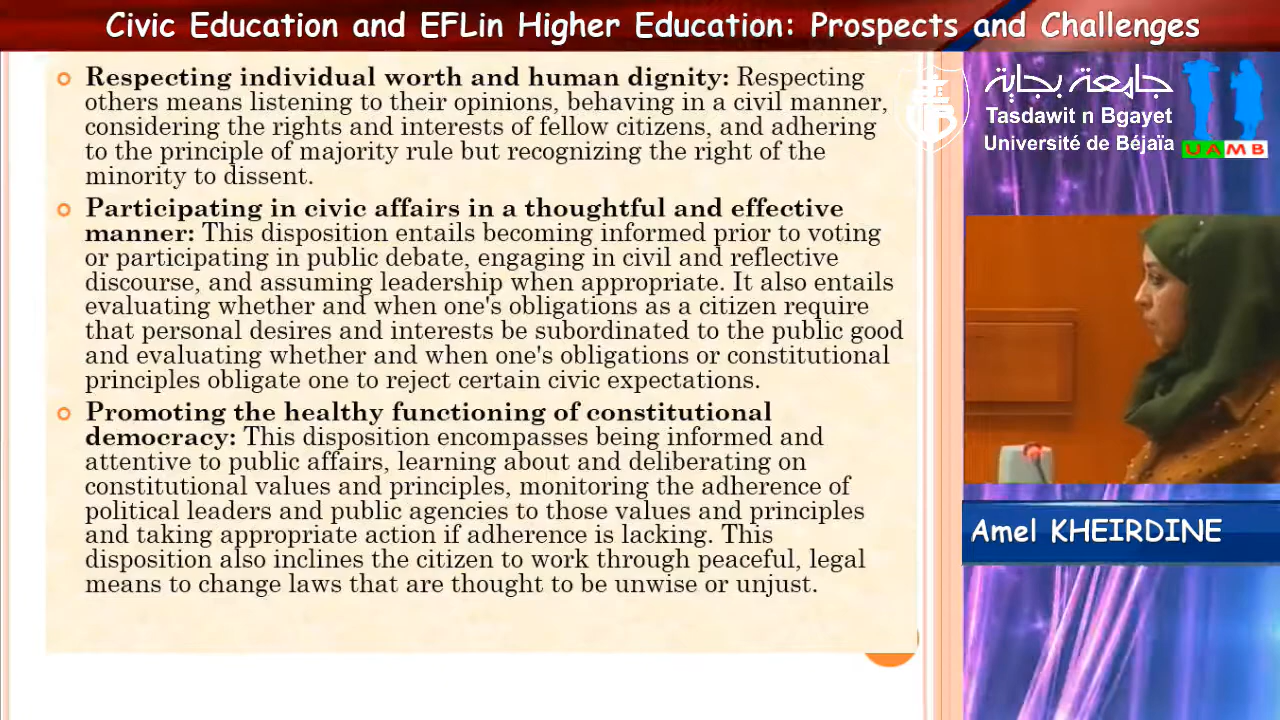 Civic Education and EFLin Higher Education: Prospects and Challenges
Respecting individual worth and human dignity: Respecting
others means listening to their opinions, behaving in a civil manner,
considering the rights and interests of fellow citizens, and adhering
to the principle of majority rule but recognizing the right of the
minority to dissent.
Participating in civic affairs in a thoughtful and effective
manner: This disposition entails becoming informed prior to voting
or participating in public debate, engaging in civil and reflective
discourse, and assuming leadership when appropriate. It also entails
evaluating whether and when one's obligations as a citizen require
that personal desires and interests be subordinated to the public good
and evaluating whether and when one's obligations or constitutional
principles obligate one to reject certain civic expectations.
Promoting the healthy functioning of constitutional
democracy: This disposition encompasses being informed and
attentive to public affairs, learning about and deliberating on
constitutional values and principles, monitoring the adherence of
political leaders and public agencies to those values and principles
and taking appropriate action if adherence is lacking. This
disposition also inclines the citizen to work through peaceful, legal
means to change laws that are thought to be unwise or unjust.
جامعة بجاية
Tasdawit n Bgayet
Université de Béjaïa
UAMB
Amel KHEIRDINE